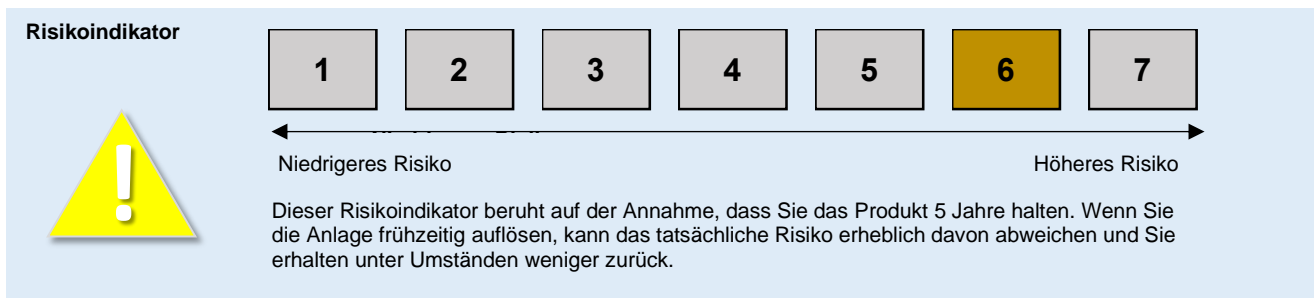 Risikoindikator
1 2 3 4 5 6 7
Niedrigeres Risiko Höheres Risiko
!
Dieser Risikoindikator beruht auf der Annahme, dass Sie das Produkt 5 Jahre halten. Wenn Sie
die Anlage frühzeitig auflösen, kann das tatsächliche Risiko erheblich davon abweichen und Sie
erhalten unter Umständen weniger zurück.